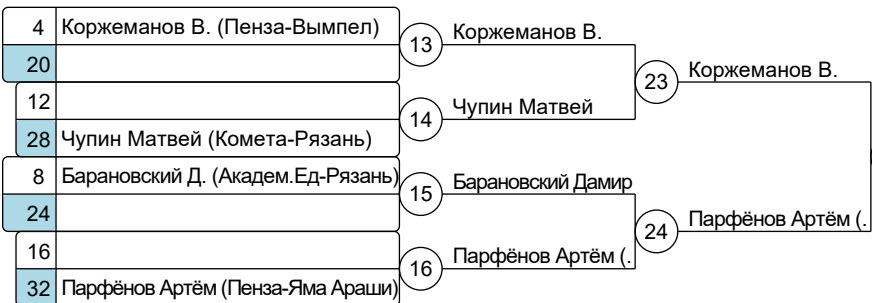 4 Коржеманов В. (Пенза-Вымпел)
20
13
Коржеманов В.
12
28 Чупин Матвей (Комета-Рязань)
14
Чупин Матвей
23
Коржеманов В.
8 Барановский Д. (Академ.Ед-Рязань)
24
15
Барановский Дамир
16
32 Парфёнов Артём (Пенза-Яма Араши)
16
Парфёнов Артём (.
24
Парфёнов Артём (.